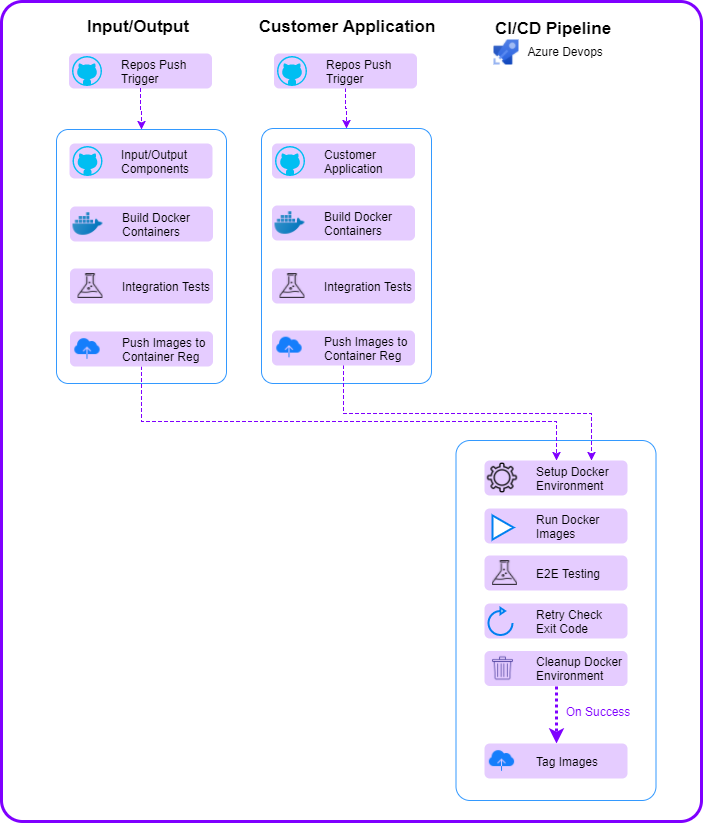 Input/Output
Repos Push
Trigger
Input/Output
Components
Build Docker
Containers
Integration Tests
Push Images to
Container Reg
Customer Application
Repos Push
Trigger
Customer
Application
Build Docker
Containers
Integration Tests
Push Images to
Container Reg
CI/CD Pipeline
Azure Devops
Setup Docker
Environment
Run Docker
Images
E2E Testing
Retry Check
Exit Code
Cleanup Docker
Environment
On Success
Tag Images